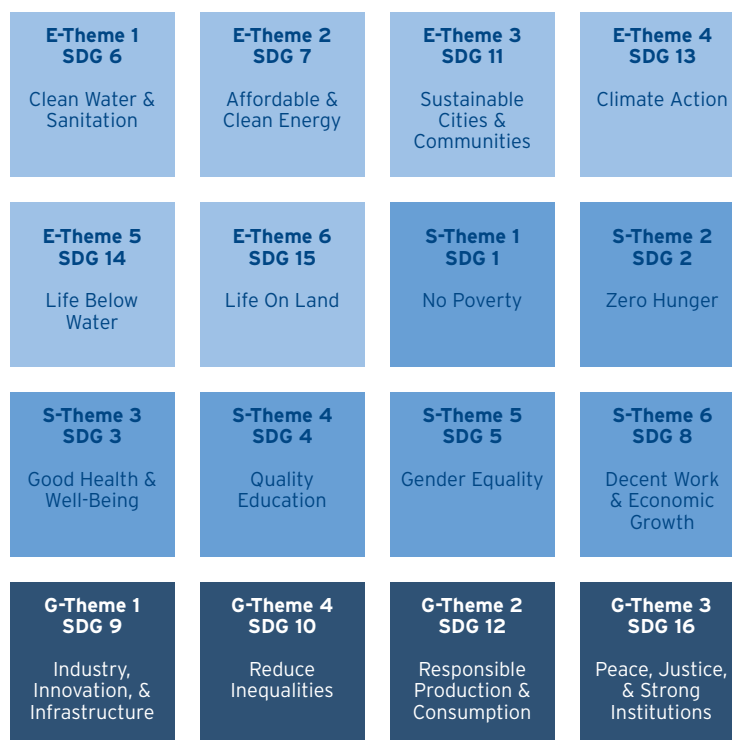 E-Theme 1
SDG 6
Clean Water &
Sanitation
E-Theme 2
SDG 7
Affordable &
Clean Energy
E-Theme 3
SDG 11
Sustainable
Cities &
Communities
E-Theme 4
SDG 13
Climate Action
E-Theme 5
SDG 14
Life Below
Water
E-Theme 6
SDG 15
Life On Land
S-Theme 1
SDG 1
No Poverty
S-Theme 2
SDG 2
Zero Hunger
S-Theme 3
SDG 3
Good Health &
Well-Being
S-Theme 4
SDG 4
Quality
Education
S-Theme 5
SDG 5
Gender Equality
S-Theme 6
SDG 8
Decent Work
& Economic
Growth
G-Theme 1
SDG 9
Industry,
Innovation, &
Infrastructure
G-Theme 4
SDG 10
Reduce
Inequalities
G-Theme 2
SDG 12
Responsible
Production &
Consumption
G-Theme 3
SDG 16
Peace, Justice,
& Strong
Institutions